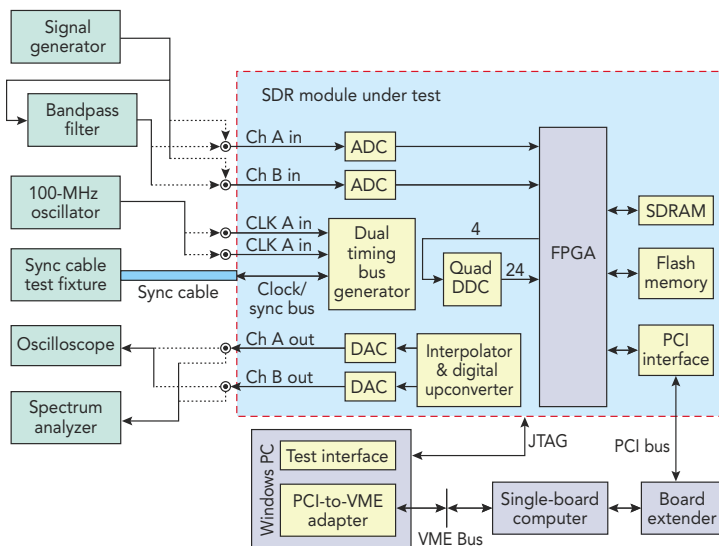 Signal
generator
Bandpass
filter
100-MHz
oscillator
Sync cable
test fixture
Sync cable
Oscilloscope
Spectrum
analyzer
SDR module under test
Ch A in
ADC
Ch B in
ADC
CLK A in
CLK A in
Clock/
sync bus
Dual
timing
bus
generator
4
Quad
DDC
24
FPGA
SDRAM
Flash
memory
PCI
interface
Ch A out
DAC
Ch B out
DAC
Interpolator
& digital
upconverter
JTAG
PCI bus
Windows PC
Test interface
PCI-to-VME
adapter
VME Bus
Single-board
computer
Board
extender